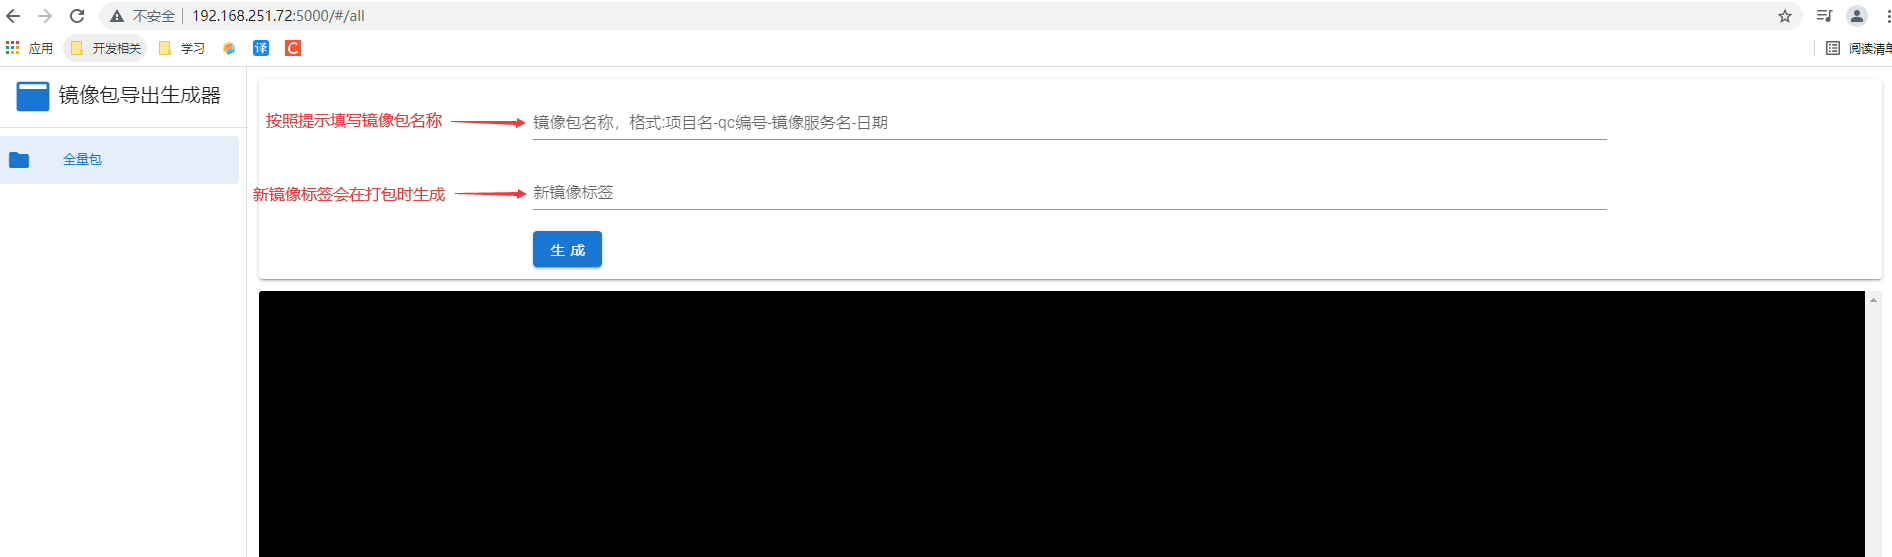 不安全 192.168.251.72:5000/#/all
应用 开发相关 学习 译 C 阅读清单
镜像包导出生成器
全量包
按照提示填写镜像包名称
镜像包名称，格式:项目名-qc编号-镜像服务名-日期
新镜像标签会在打包时生成
新镜像标签
生 成